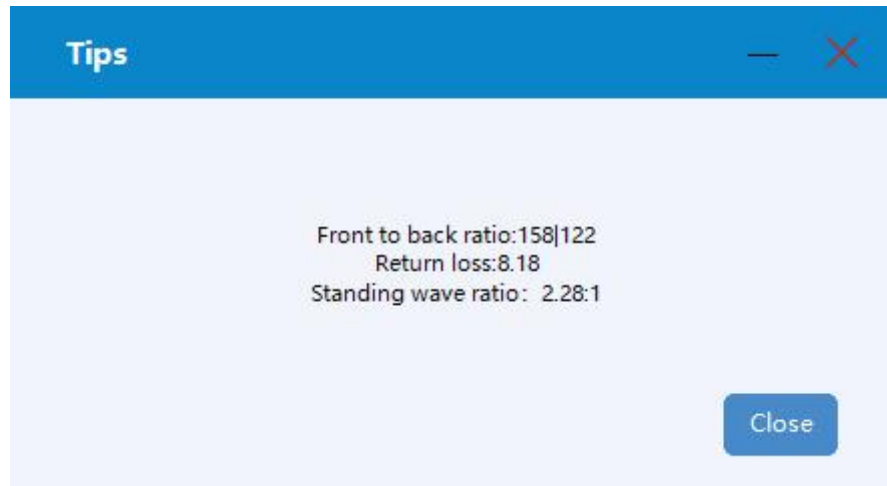 Tips
Front to back ratio:158|122
Return loss:8.18
Standing wave ratio：2.28:1
Close